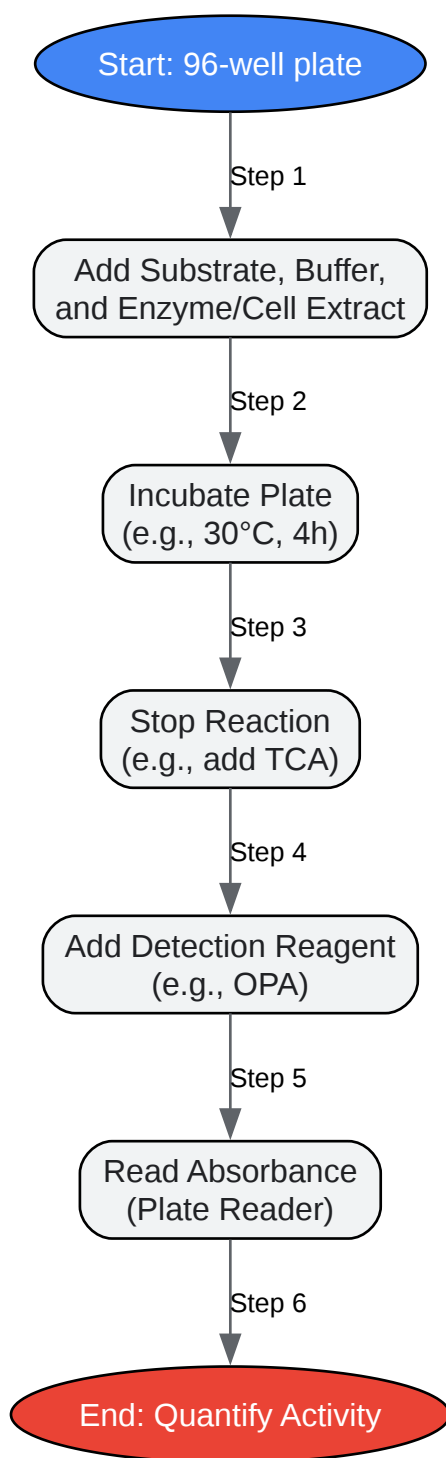 Start: 96-well plate
Step 1
Add Substrate, Buffer,
and Enzyme/Cell Extract
Step 2
Incubate Plate
(e.g., 30°C, 4h)
Step 3
Stop Reaction
(e.g., add TCA)
Step 4
Add Detection Reagent
(e.g., OPA)
Step 5
Read Absorbance
(Plate Reader)
Step 6
End: Quantify Activity